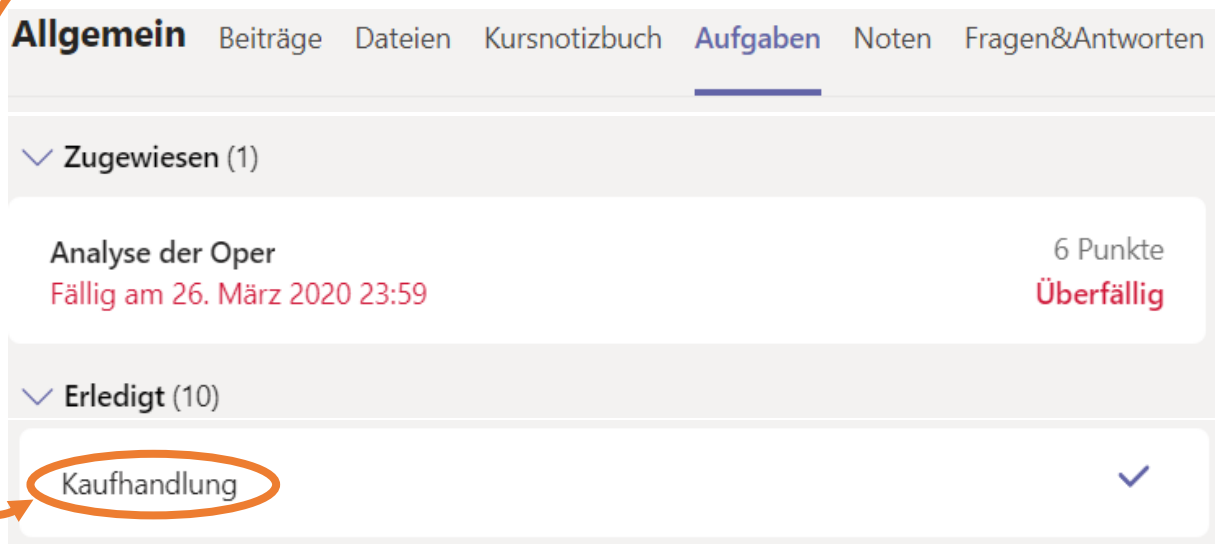 Allgemein Beiträge Dateien Kursnotizbuch Aufgaben Noten Fragen&Antworten
Zugewiesen (1)
Analyse der Oper 6 Punkte
Fällig am 26. März 2020 23:59 Überfällig
Erledigt (10)
Kaufhandlung